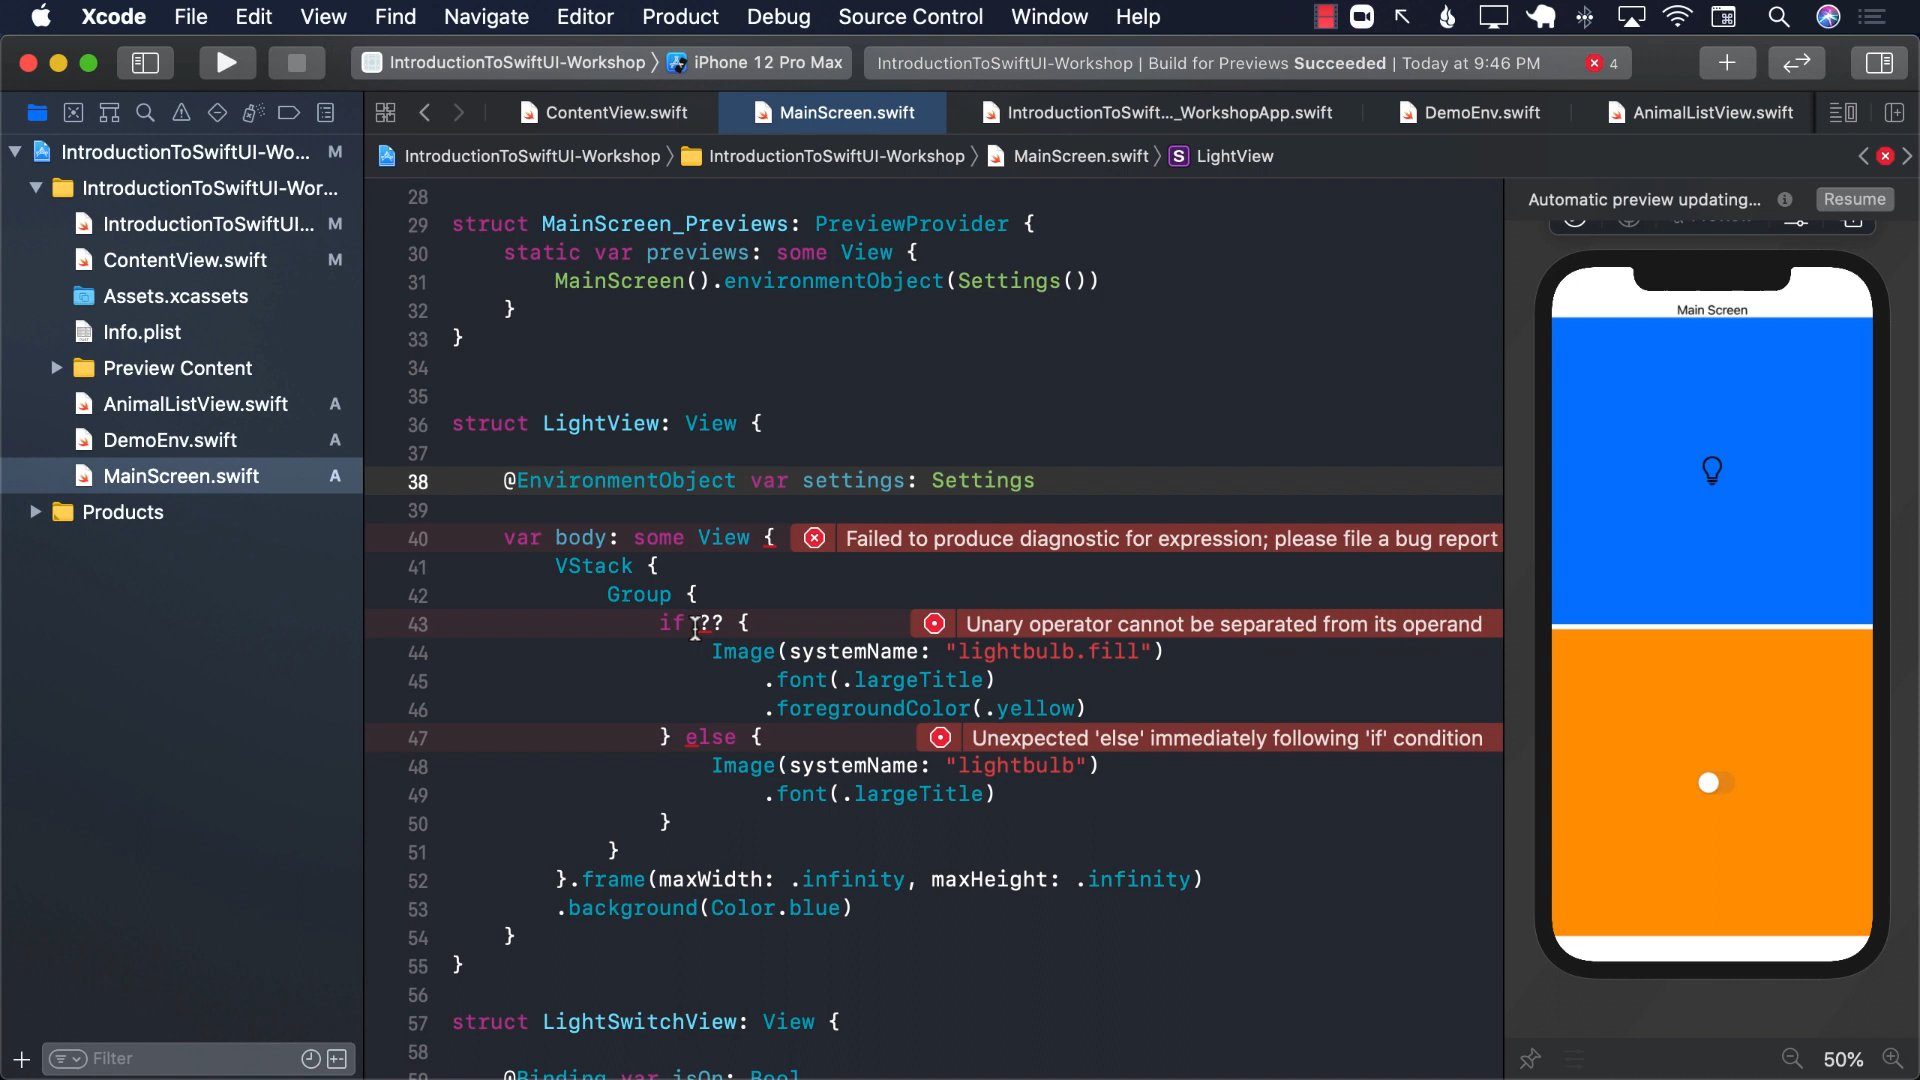 Xcode File Edit View Find Navigate Editor Product Debug Source Control Window Help
IntroductionToSwiftUI-Workshop 〉 iPhone 12 Pro Max
IntroductionToSwiftUI-Workshop | Build for Previews Succeeded | Today at 9:46 PM 4
ContentView.swift MainScreen.swift IntroductionToSwift..._WorkshopApp.swift DemoEnv.swift AnimalListView.swift
IntroductionToSwiftUI-Workshop 〉 IntroductionToSwiftUI-Workshop 〉 MainScreen.swift 〉 S LightView
IntroductionToSwiftUI-Wo... M
IntroductionToSwiftUI-Wor...
IntroductionToSwiftUI... M
ContentView.swift M
Assets.xcassets
Info.plist
Preview Content
AnimalListView.swift A
DemoEnv.swift A
MainScreen.swift A
Products
Filter
28
29 struct MainScreen_Previews: PreviewProvider {
30 static var previews: some View {
31 MainScreen().environmentObject(Settings())
32 }
33 }
34
35
36 struct LightView: View {
37
38 @EnvironmentObject var settings: Settings
39
40 var body: some View { Failed to produce diagnostic for expression; please file a bug report
41 VStack {
42 Group {
43 if ?? { Unary operator cannot be separated from its operand
44 Image(systemName: "lightbulb.fill")
45 .font(.largeTitle)
46 .foregroundColor(.yellow)
47 } else { Unexpected 'else' immediately following 'if' condition
48 Image(systemName: "lightbulb")
49 .font(.largeTitle)
50 }
51 }
52 }.frame(maxWidth: .infinity, maxHeight: .infinity)
53 .background(Color.blue)
54 }
55 }
56
57 struct LightSwitchView: View {
58
59 @Binding var isOn: Bool
Automatic preview updating... Resume
Main Screen
50%